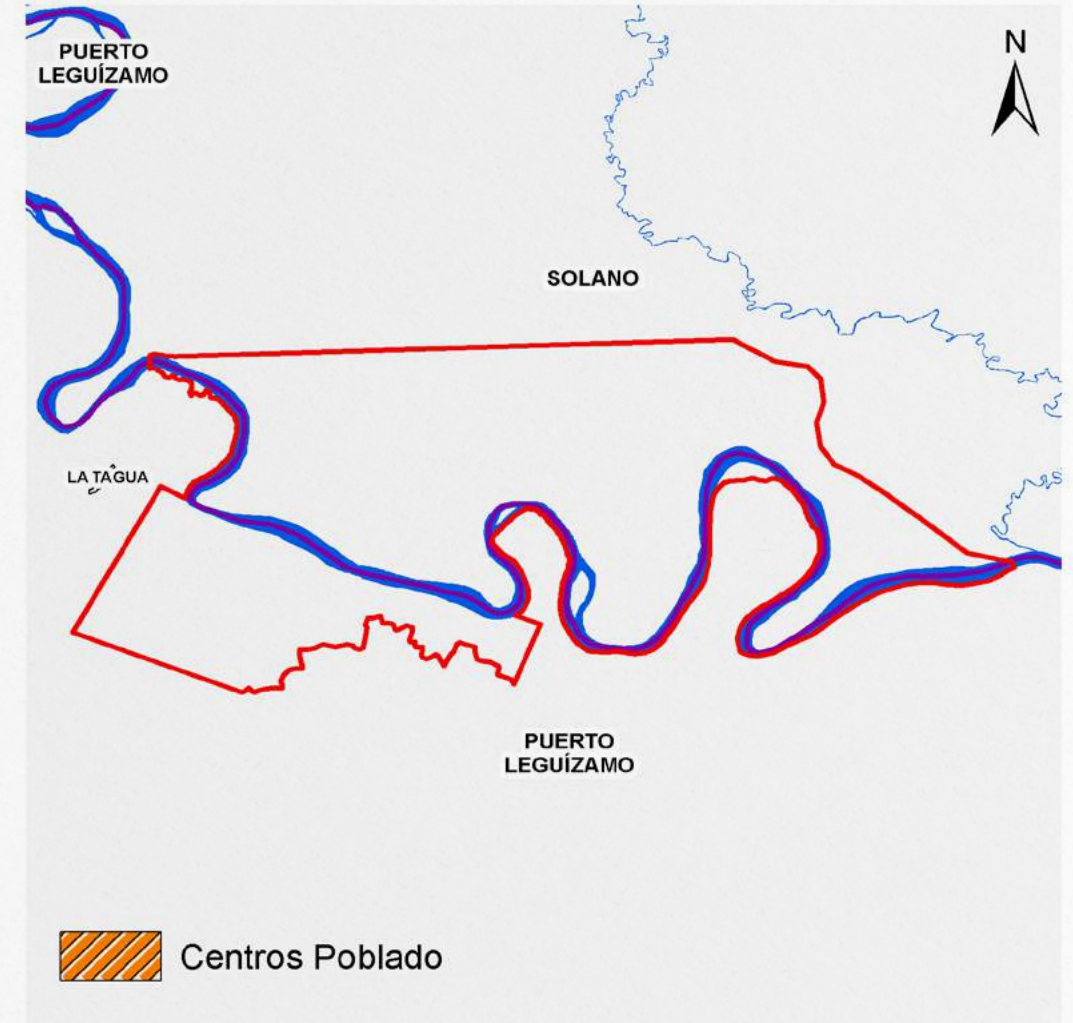 PUERTO
LEGUÍZAMO
N
SOLANO
LA TAGUA
PUERTO
LEGUÍZAMO
Centros Poblado